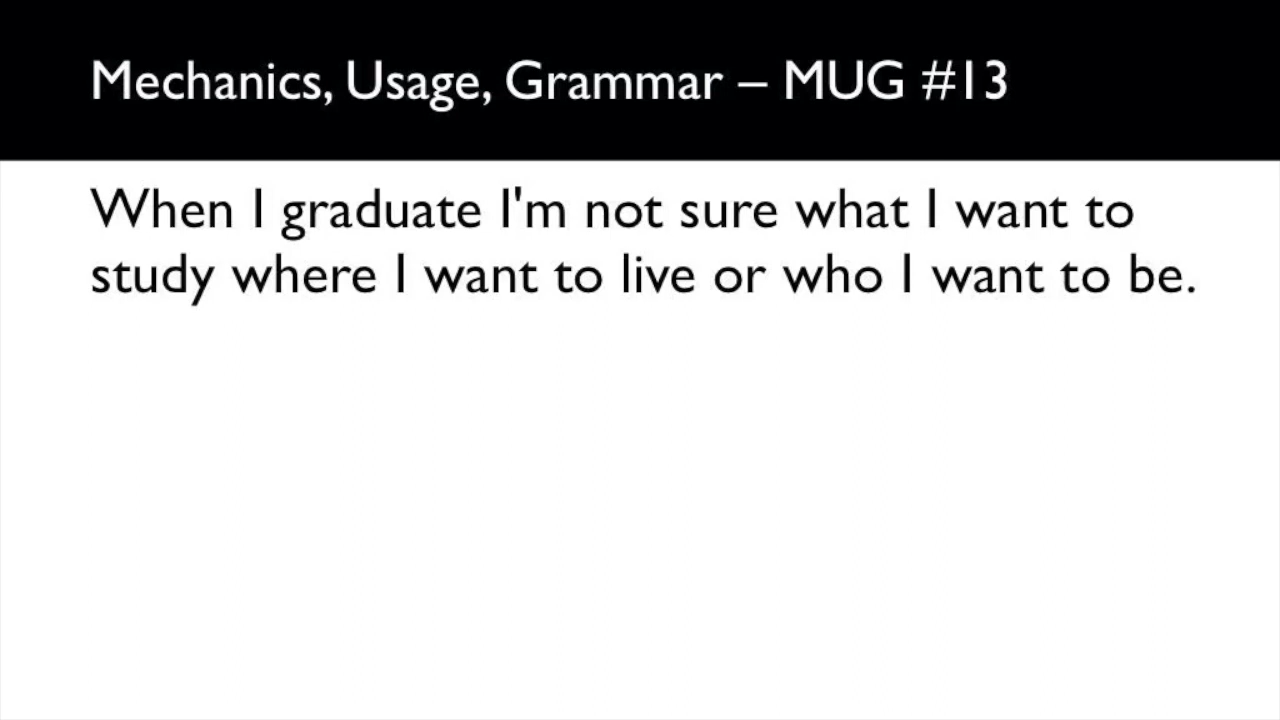 Mechanics, Usage, Grammar – MUG #13
When I graduate I'm not sure what I want to
study where I want to live or who I want to be.